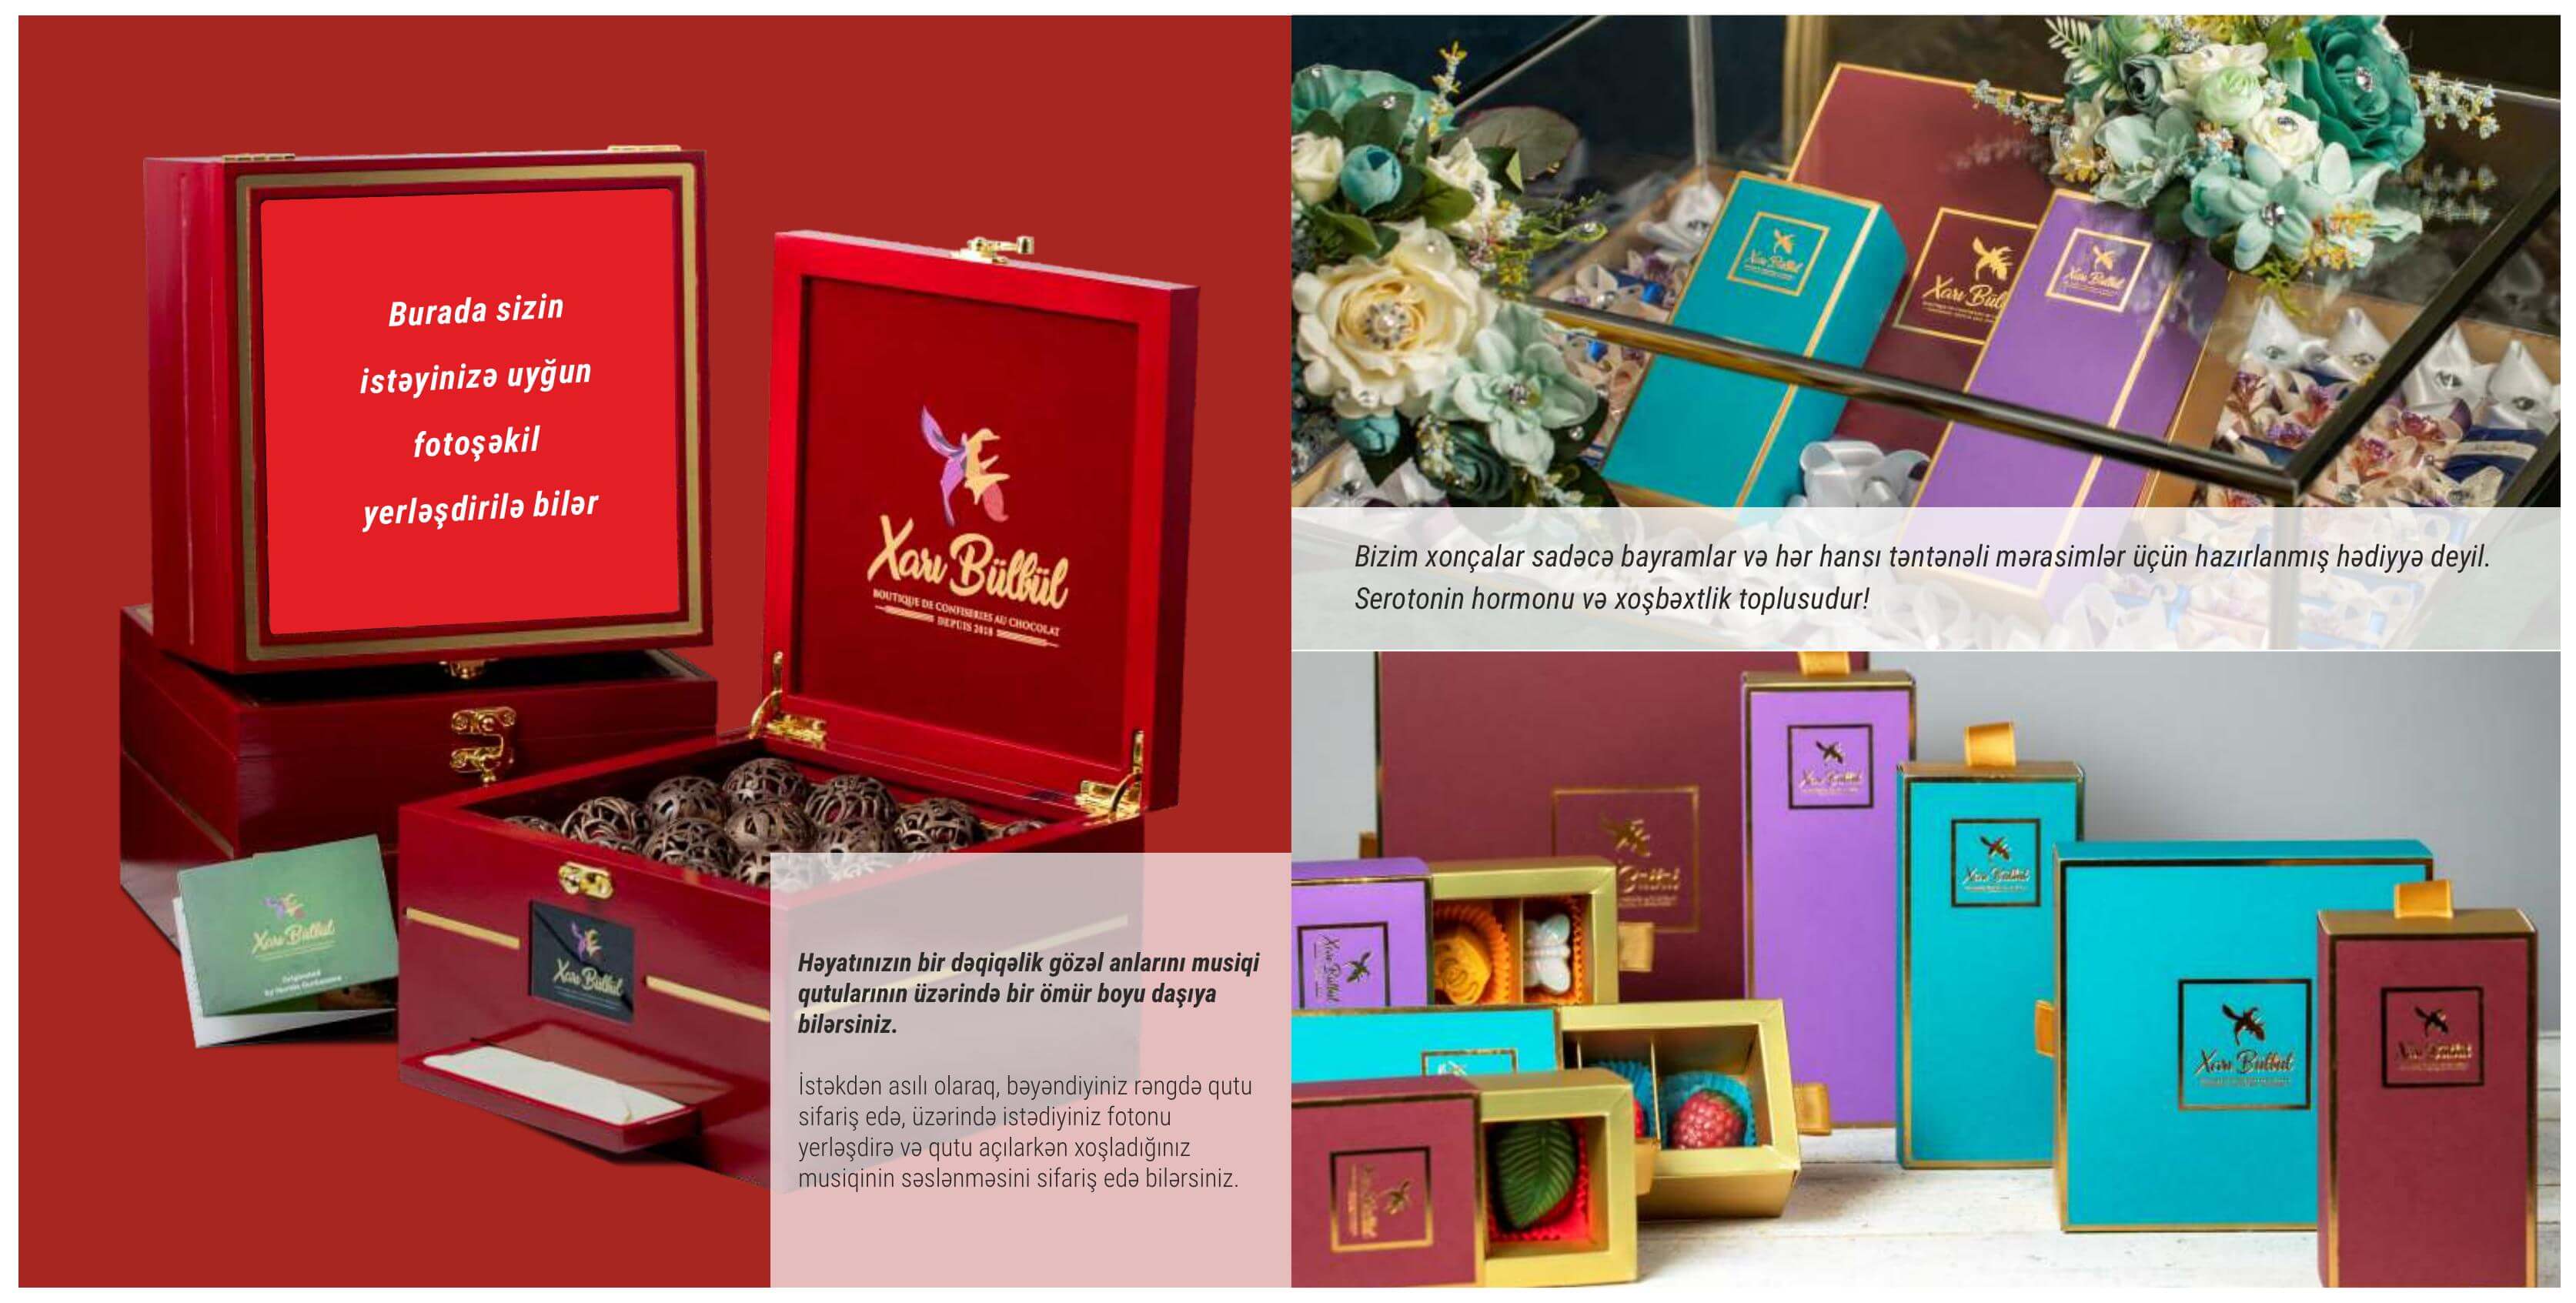 Burada sizin
istəyinizə uyğun
fotoşəkil
yerləşdirilə bilər
Xarı Bülbül
BOUTIQUE DE CONFISERIES AU CHOCOLAT
DEPUIS 2018
Xarı Bülbül
Xarı Bülbül
Həyatınızın bir dəqiqəlik gözəl anlarını musiqi
qutularının üzərində bir ömür boyu daşıya
bilərsiniz.
İstəkdən asılı olaraq, bəyəndiyiniz rəngdə qutu
sifariş edə, üzərində istədiyiniz fotonu
yerləşdirə və qutu açılarkən xoşladığınız
musiqinin səslənməsini sifariş edə bilərsiniz.
Xarı Bülbül
Xarı Bül
Xarı Bülbül
Bizim xonçalar sadəcə bayramlar və hər hansı təntənəli mərasimlər üçün hazırlanmış hədiyyə deyil.
Serotonin hormonu və xoşbəxtlik toplusudur!
Xarı Bülbül
Xarı Bülbül
Xarı Bülbül
Xarı Bülbül
Xarı Bülbül